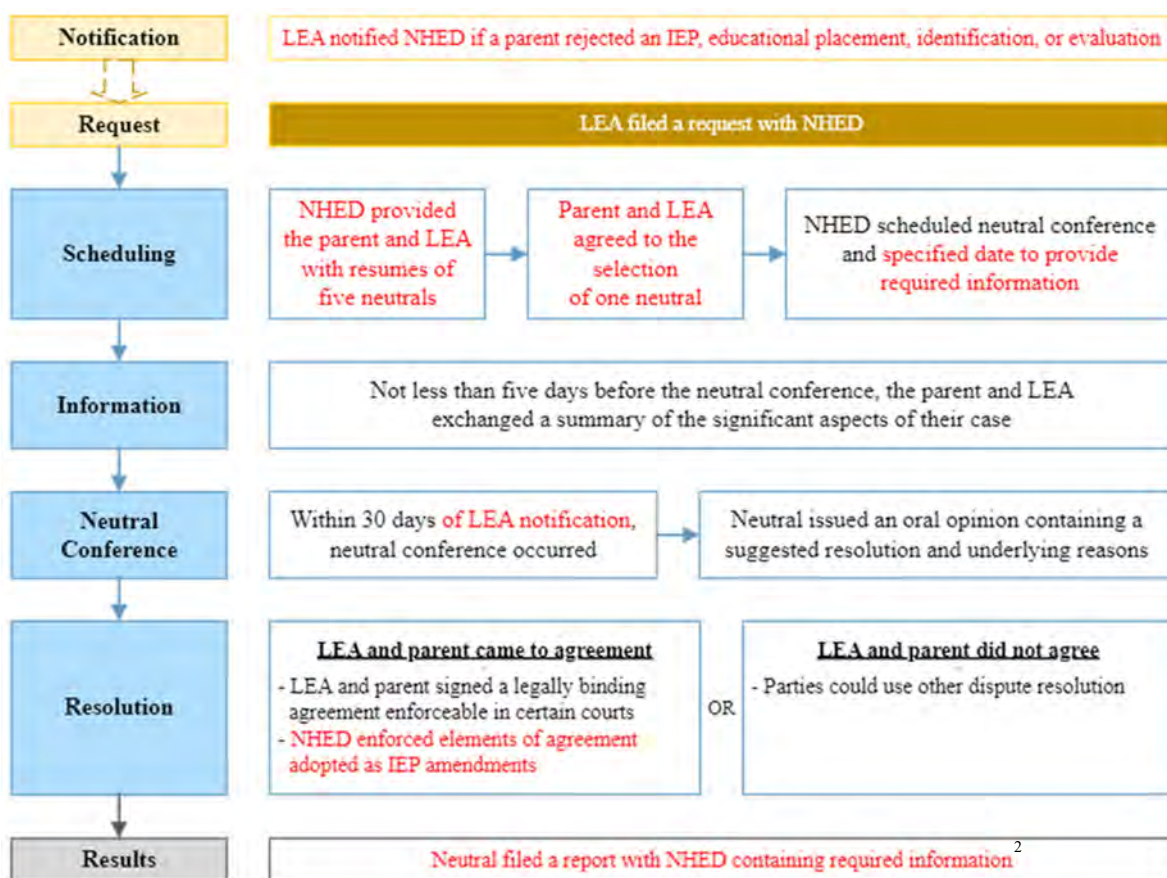 Notification
LEA notified NHED if a parent rejected an IEP, educational placement, identification, or evaluation
Request
LEA filed a request with NHED
Scheduling
NHED provided
the parent and LEA
with resumes of
five neutrals
Parent and LEA
agreed to the
selection
of one neutral
NHED scheduled neutral conference
and specified date to provide
required information
Information
Not less than five days before the neutral conference, the parent and LEA
exchanged a summary of the significant aspects of their case
Neutral
Conference
Within 30 days of LEA notification,
neutral conference occurred
Neutral issued an oral opinion containing a
suggested resolution and underlying reasons
Resolution
LEA and parent came to agreement
- LEA and parent signed a legally binding
agreement enforceable in certain courts
- NHED enforced elements of agreement
adopted as IEP amendments
OR
LEA and parent did not agree
- Parties could use other dispute resolution
Results
Neutral filed a report with NHED containing required information 2